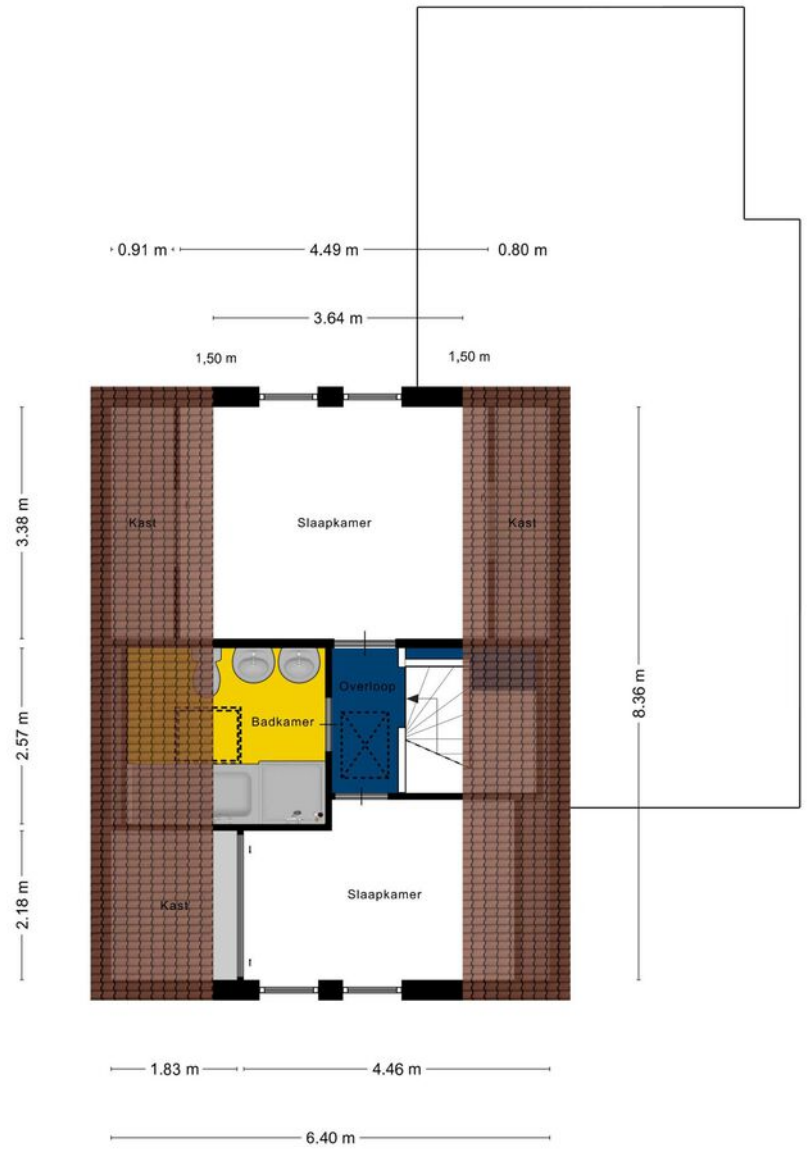 0.91 m
4.49 m
0.80 m
3.64 m
1,50 m
1,50 m
3.38 m
Kast
Slaapkamer
Kast
Overloop
Badkamer
2.57 m
8.36 m
Kast
Slaapkamer
2.18 m
1.83 m
4.46 m
6.40 m